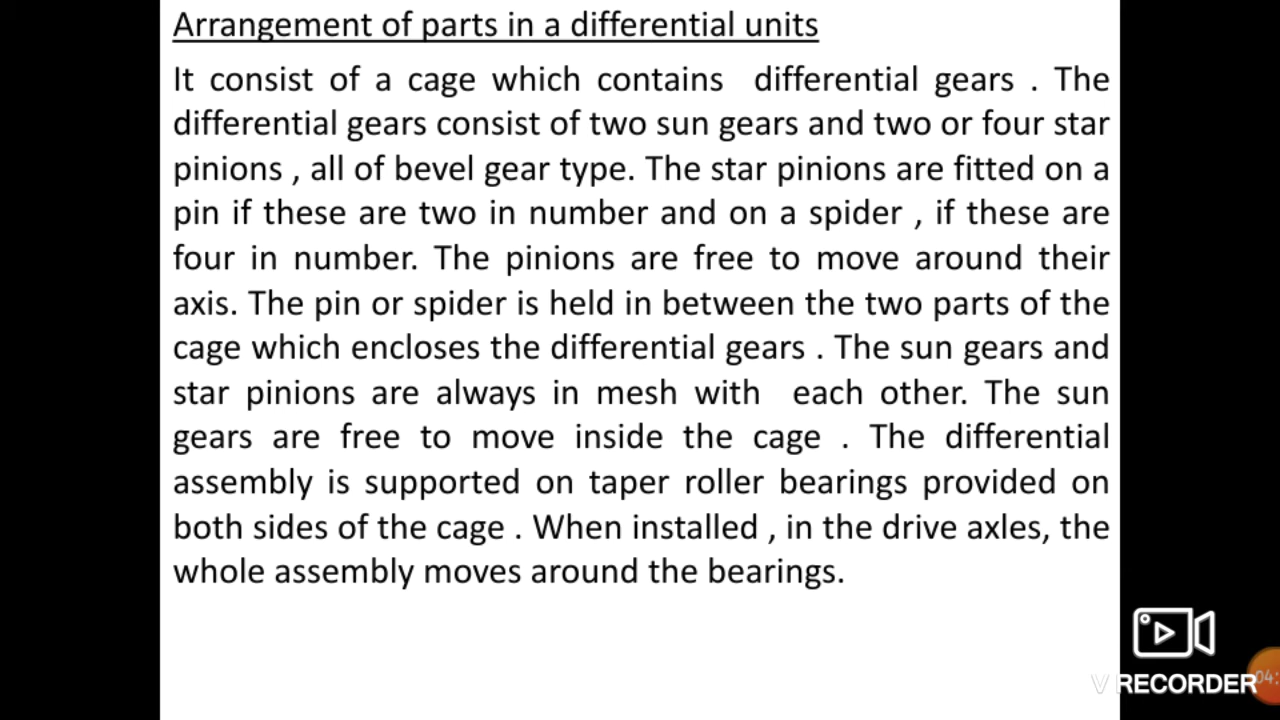 Arrangement of parts in a differential units
It consist of a cage which contains differential gears . The
differential gears consist of two sun gears and two or four star
pinions , all of bevel gear type. The star pinions are fitted on a
pin if these are two in number and on a spider , if these are
four in number. The pinions are free to move around their
axis. The pin or spider is held in between the two parts of the
cage which encloses the differential gears . The sun gears and
star pinions are always in mesh with each other. The sun
gears are free to move inside the cage . The differential
assembly is supported on taper roller bearings provided on
both sides of the cage . When installed , in the drive axles, the
whole assembly moves around the bearings.
V RECORDER
04: